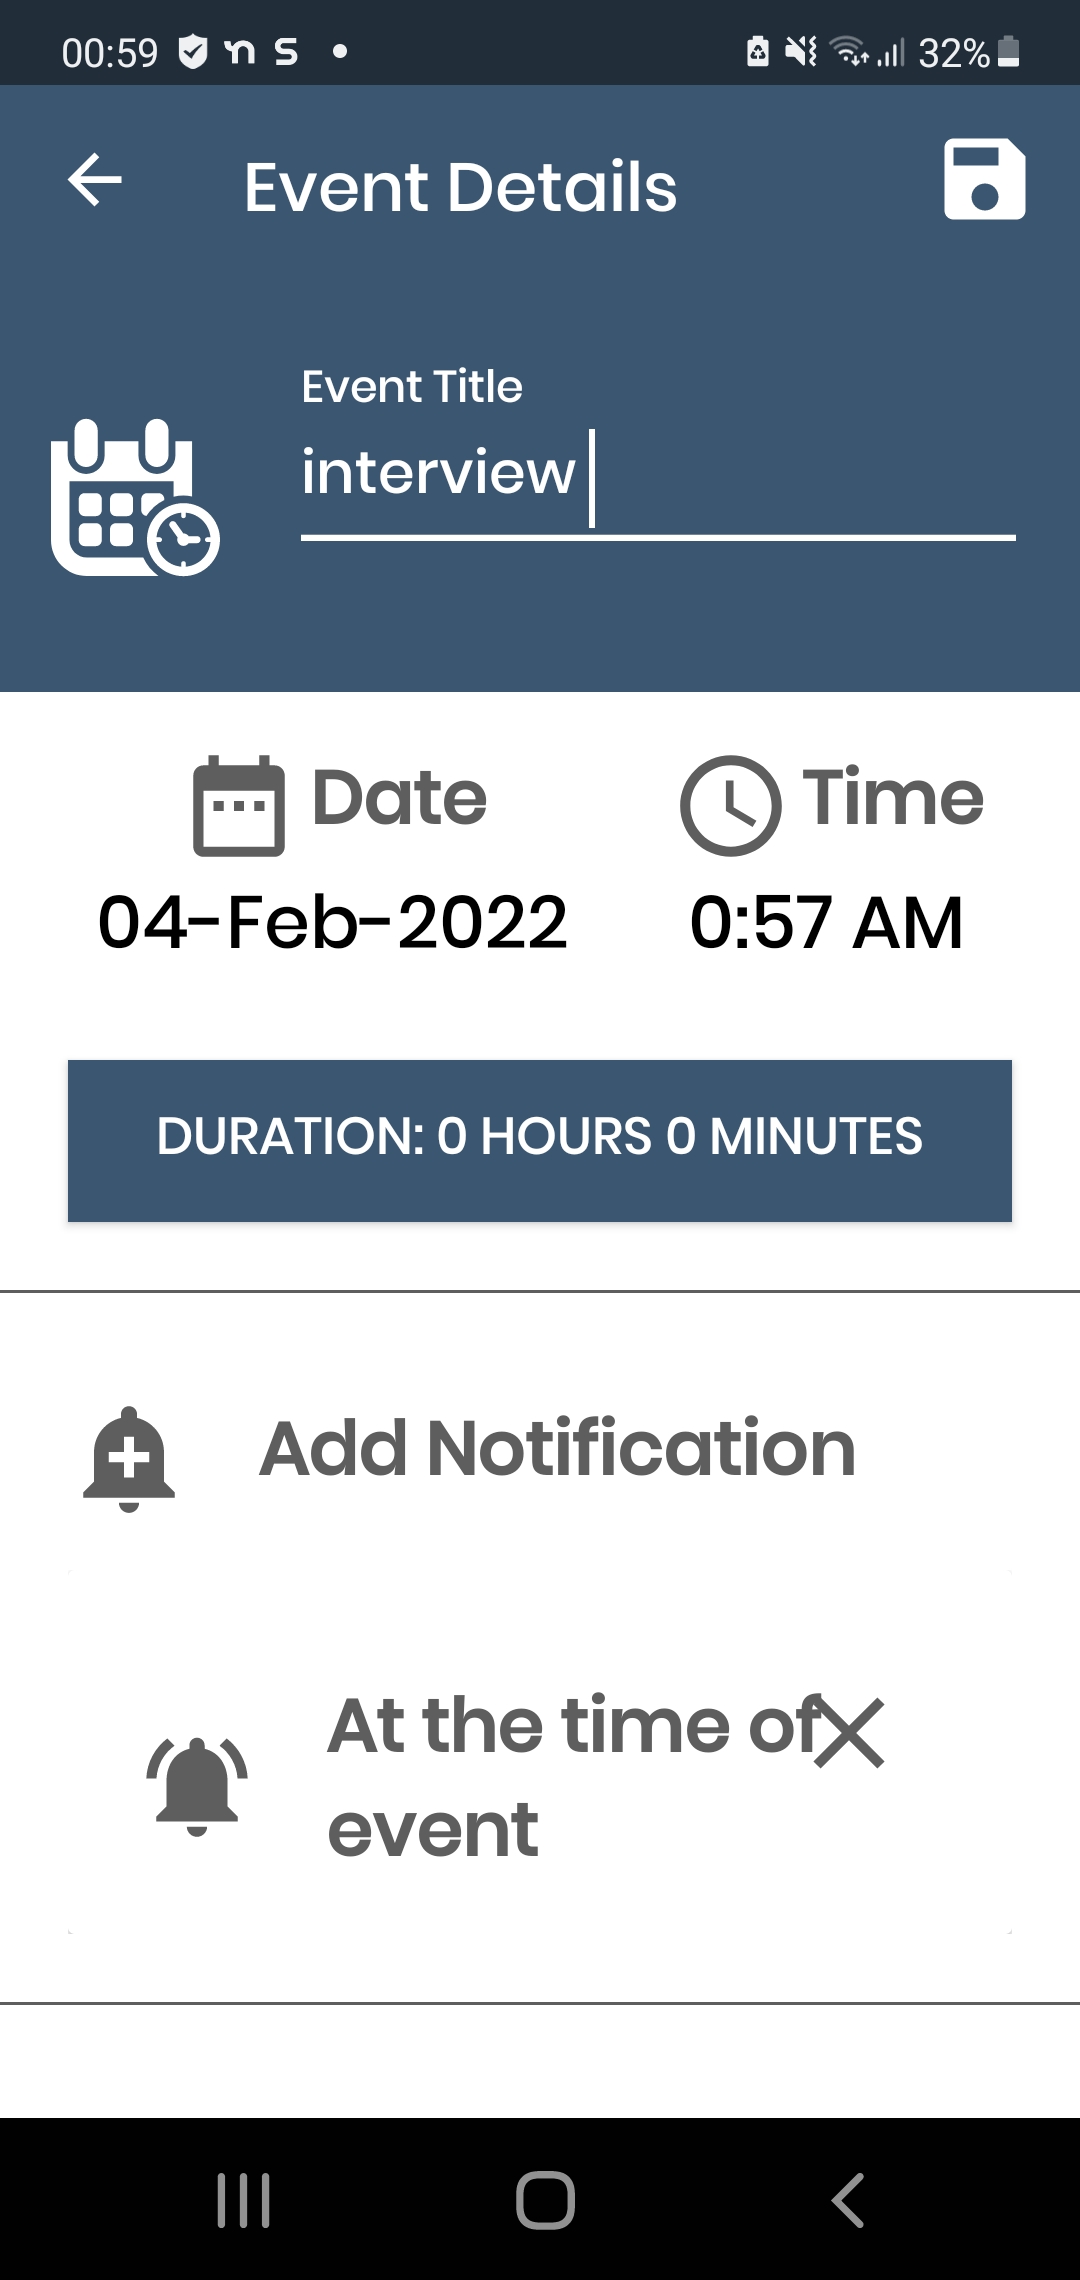 00:59 32%
Event Details
Event Title
interview
Date Time
04-Feb-2022 0:57 AM
DURATION: 0 HOURS 0 MINUTES
Add Notification
At the time of
event